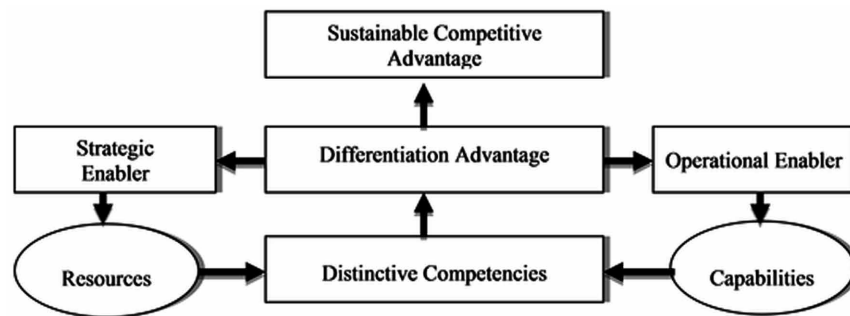 Sustainable Competitive
Advantage
Strategic
Enabler
Differentiation Advantage
Operational Enabler
Resources
Distinctive Competencies
Capabilities